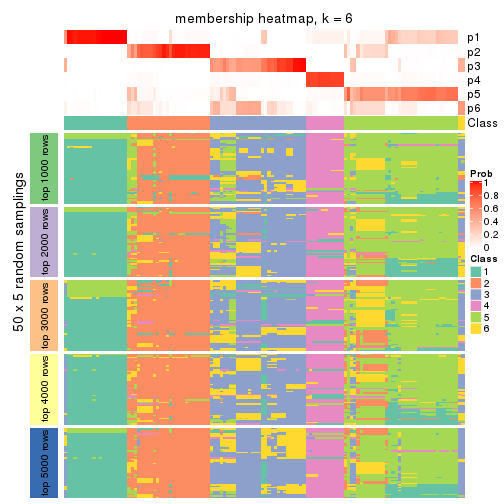 membership heatmap, k = 6
p1
p2
p3
p4
p5
p6
Class
50 x 5 random samplings
top 1000 rows
top 2000 rows
top 3000 rows
top 4000 rows
top 5000 rows
Prob
1
0.8
0.6
0.4
0.2
0
Class
1
2
3
4
5
6